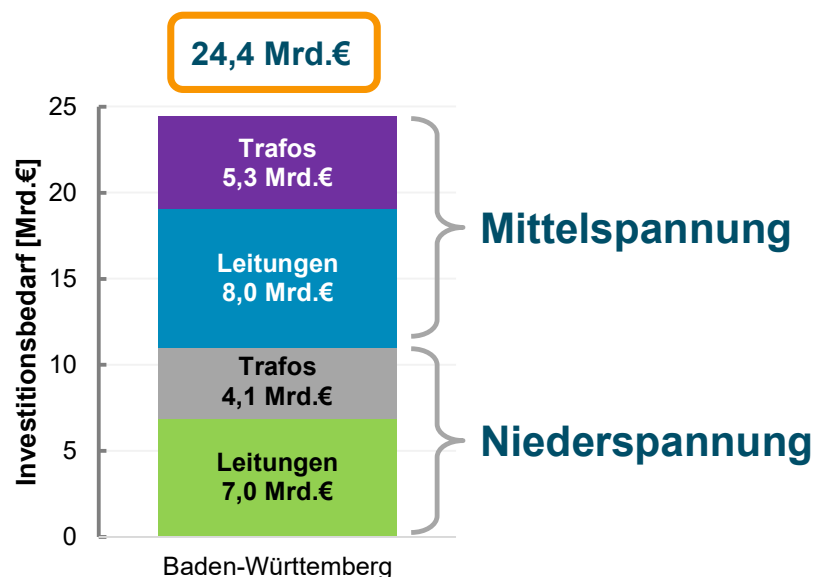 24,4 Mrd.€
Investitionsbedarf [Mrd.€]
25
20
15
10
5
0
Trafos
5,3 Mrd.€
Leitungen
8,0 Mrd.€
Trafos
4,1 Mrd.€
Leitungen
7,0 Mrd.€
Mittelspannung
Niederspannung
Baden-Württemberg